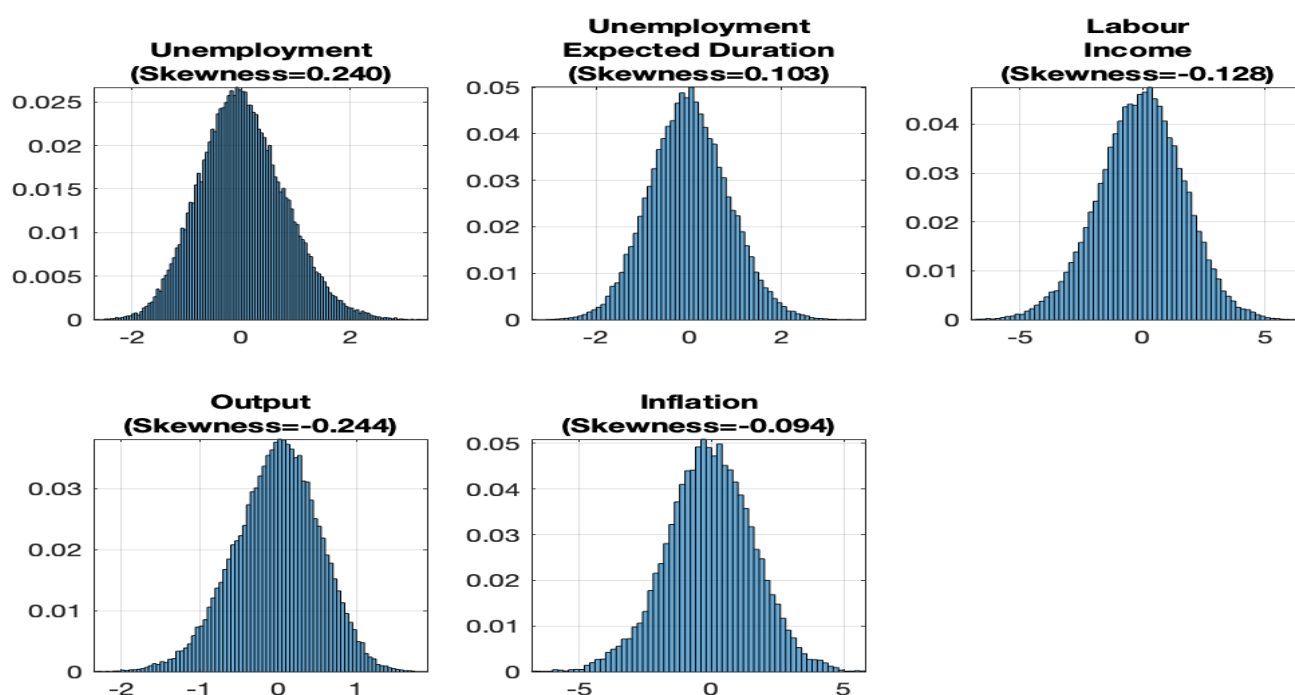 Unemployment
(Skewness=0.240)
0.025
0.02
0.015
0.01
0.005
0
-2 0 2
Unemployment
Expected Duration
(Skewness=0.103)
0.05
0.04
0.03
0.02
0.01
0
-2 0 2
Labour
Income
(Skewness=-0.128)
0.04
0.03
0.02
0.01
0
-5 0 5
Output
(Skewness=-0.244)
0.03
0.02
0.01
0
-2 -1 0 1
Inflation
(Skewness=-0.094)
0.05
0.04
0.03
0.02
0.01
0
-5 0 5